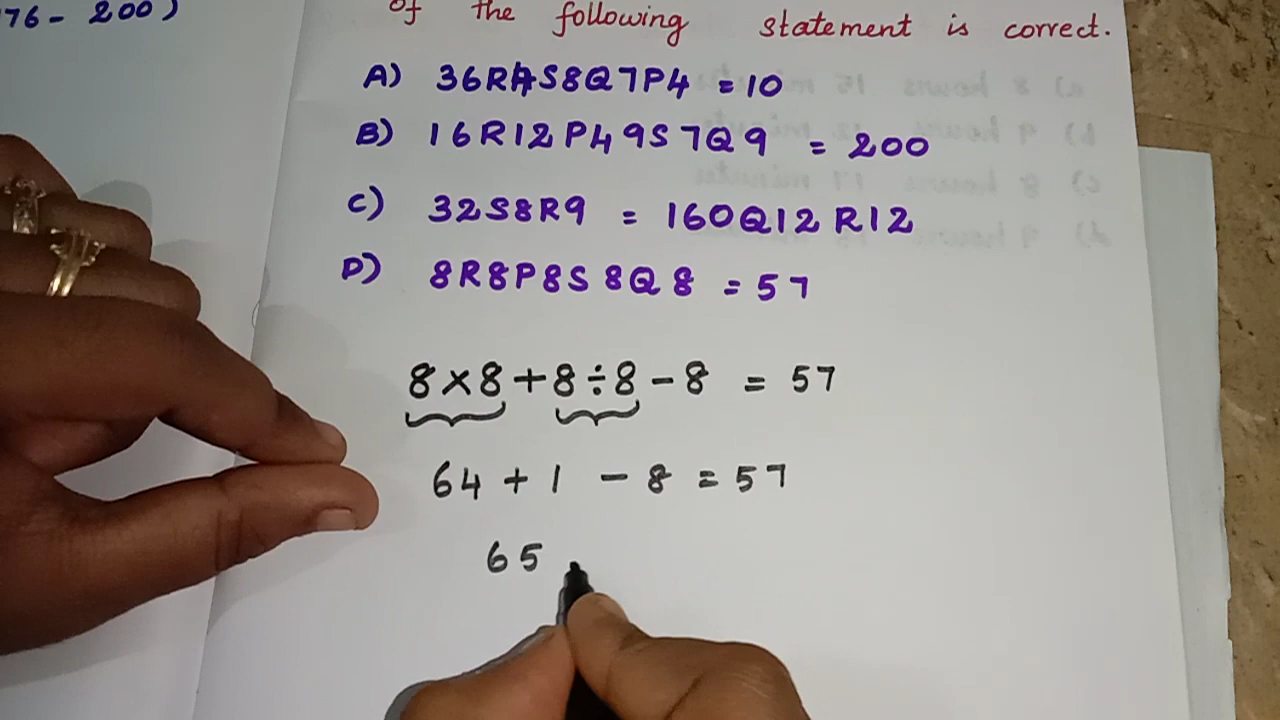 76 - 200)
of the following statement is correct.
A) 36R4S8Q7P4 = 10
B) 16R12P49S7Q9 = 200
C) 32S8R9 = 160Q12R12
D) 8R8P8S8Q8 = 57
8×8+8÷8-8 = 57
64 + 1 - 8 = 57
65